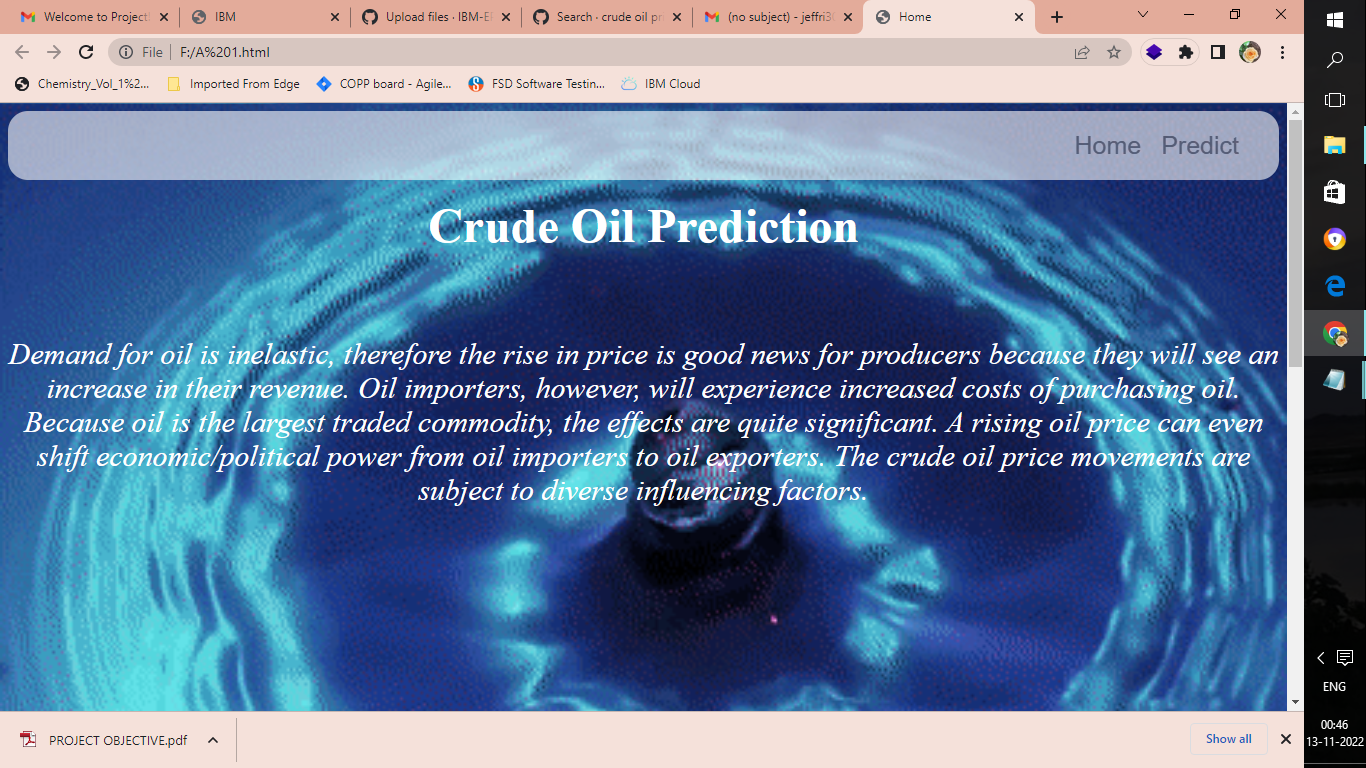 Welcome to Project
IBM
Upload files · IBM-EP
Search · crude oil pr
(no subject) - jeffri3
Home
File
F:/A%201.html
Chemistry_Vol_1%2...
Imported From Edge
COPP board - Agile...
FSD Software Testin...
IBM Cloud
Home Predict
Crude Oil Prediction
Demand for oil is inelastic, therefore the rise in price is good news for producers because they will see an
increase in their revenue. Oil importers, however, will experience increased costs of purchasing oil.
Because oil is the largest traded commodity, the effects are quite significant. A rising oil price can even
shift economic/political power from oil importers to oil exporters. The crude oil price movements are
subject to diverse influencing factors.
PROJECT OBJECTIVE.pdf
Show all
ENG
00:46
13-11-2022